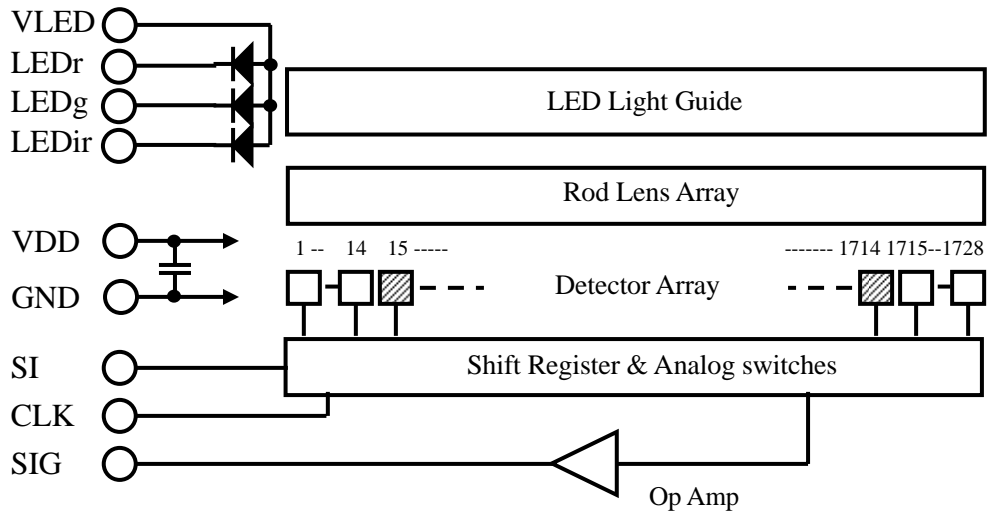 VLED
LEDr
LEDg
LEDir
LED Light Guide
Rod Lens Array
VDD
GND
1 -- 14 15 ----- ------- 1714 1715--1728
Detector Array
SI
Shift Register & Analog switches
CLK
SIG
Op Amp